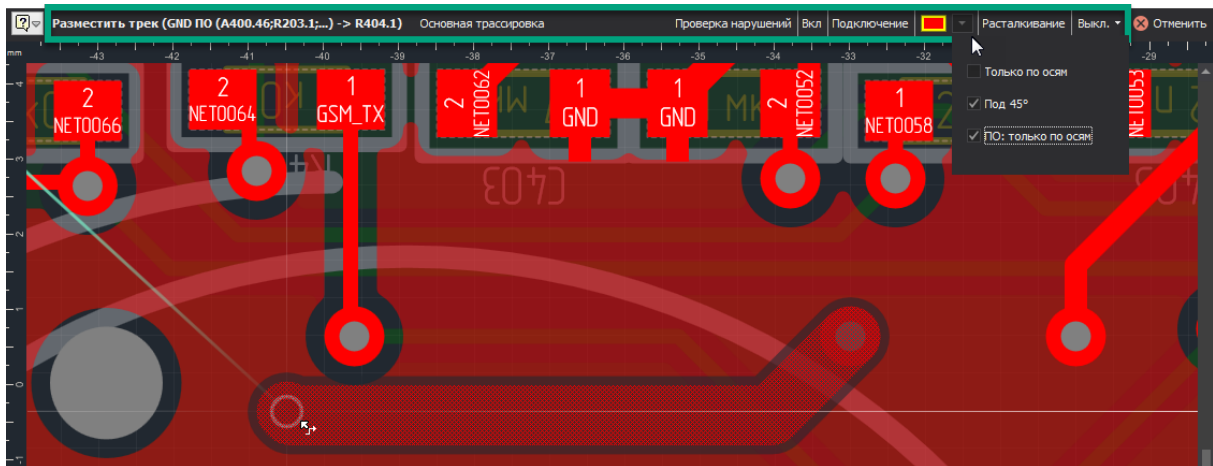 Разместить трек (GND ПО (A400.46;R203.1;...) -> R404.1) Основная трассировка Проверка нарушений Вкл Подключение Расталкивание Выкл. Отменить
mm -43 -42 -41 -40 -39 -38 -37 -36 -35 -34 -33 -32 -29
Только по осям
Под 45°
ПО: только по осям
2
NET0066
2
NET0064
1
GSM_TX
2
NET0062
1
GND
1
GND
2
NET0052
1
NET0058
NET0053
C403